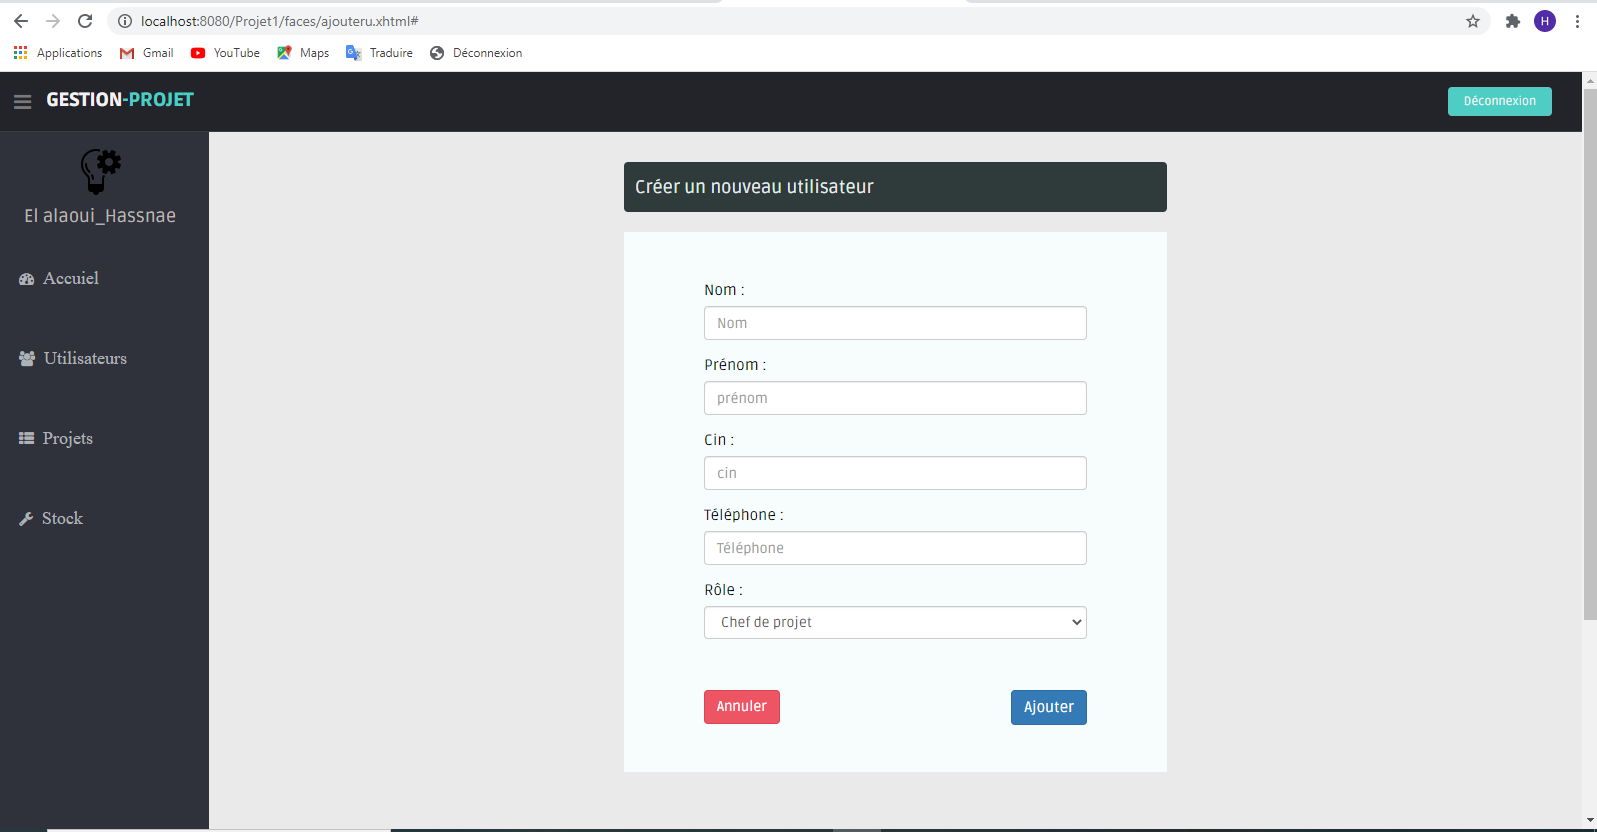 localhost:8080/Projet1/faces/ajouteru.xhtml#
H
Applications Gmail YouTube Maps Traduire Déconnexion
GESTION-PROJET
Déconnexion
El alaoui_Hassnae
Accuiel
Utilisateurs
Projets
Stock
Créer un nouveau utilisateur
Nom :
Nom
Prénom :
prénom
Cin :
cin
Téléphone :
Téléphone
Rôle :
Chef de projet
Annuler
Ajouter